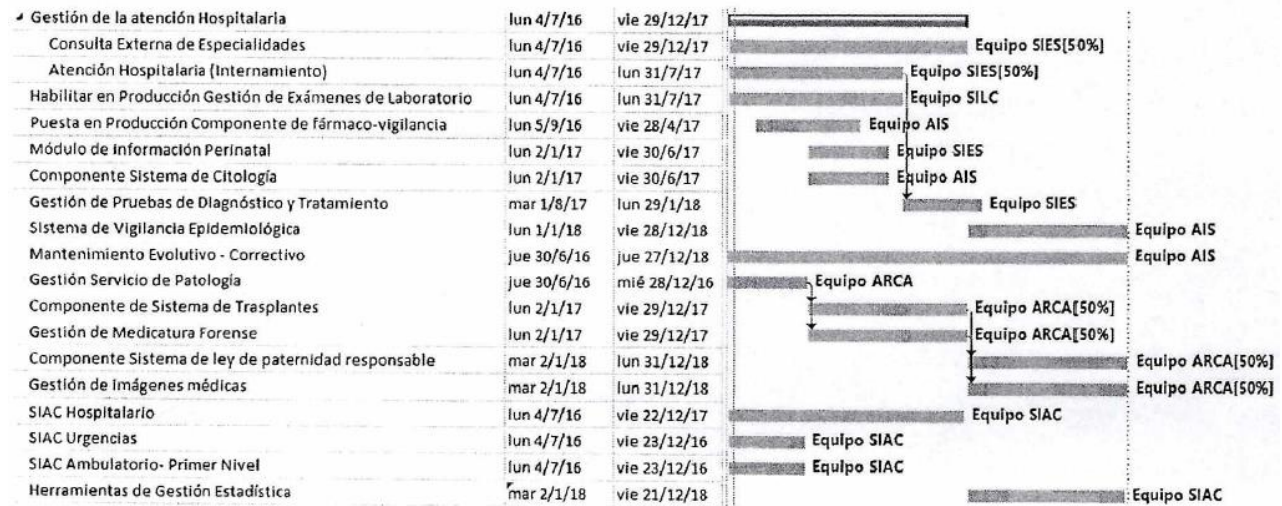 Gestión de la atención Hospitalaria lun 4/7/16 vie 29/12/17
Consulta Externa de Especialidades lun 4/7/16 vie 29/12/17 Equipo SIES[50%]
Atención Hospitalaria (Internamiento) lun 4/7/16 lun 31/7/17 Equipo SIES[50%]
Habilitar en Producción Gestión de Exámenes de Laboratorio lun 4/7/16 lun 31/7/17 Equipo SILC
Puesta en Producción Componente de fármaco-vigilancia lun 5/9/16 vie 28/4/17 Equipo AIS
Módulo de Información Perinatal lun 2/1/17 vie 30/6/17 Equipo SIES
Componente Sistema de Citología lun 2/1/17 vie 30/6/17 Equipo AIS
Gestión de Pruebas de Diagnóstico y Tratamiento mar 1/8/17 lun 29/1/18 Equipo SIES
Sistema de Vigilancia Epidemiológica lun 1/1/18 vie 28/12/18 Equipo AIS
Mantenimiento Evolutivo - Correctivo jue 30/6/16 jue 27/12/18 Equipo AIS
Gestión Servicio de Patología jue 30/6/16 mié 28/12/16 Equipo ARCA
Componente de Sistema de Trasplantes lun 2/1/17 vie 29/12/17 Equipo ARCA[50%]
Gestión de Medicatura Forense lun 2/1/17 vie 29/12/17 Equipo ARCA[50%]
Componente Sistema de ley de paternidad responsable mar 2/1/18 lun 31/12/18 Equipo ARCA[50%]
Gestión de Imágenes médicas mar 2/1/18 lun 31/12/18 Equipo ARCA[50%]
SIAC Hospitalario lun 4/7/16 vie 22/12/17 Equipo SIAC
SIAC Urgencias lun 4/7/16 vie 23/12/16 Equipo SIAC
SIAC Ambulatorio- Primer Nivel lun 4/7/16 vie 23/12/16 Equipo SIAC
Herramientas de Gestión Estadística mar 2/1/18 vie 21/12/18 Equipo SIAC